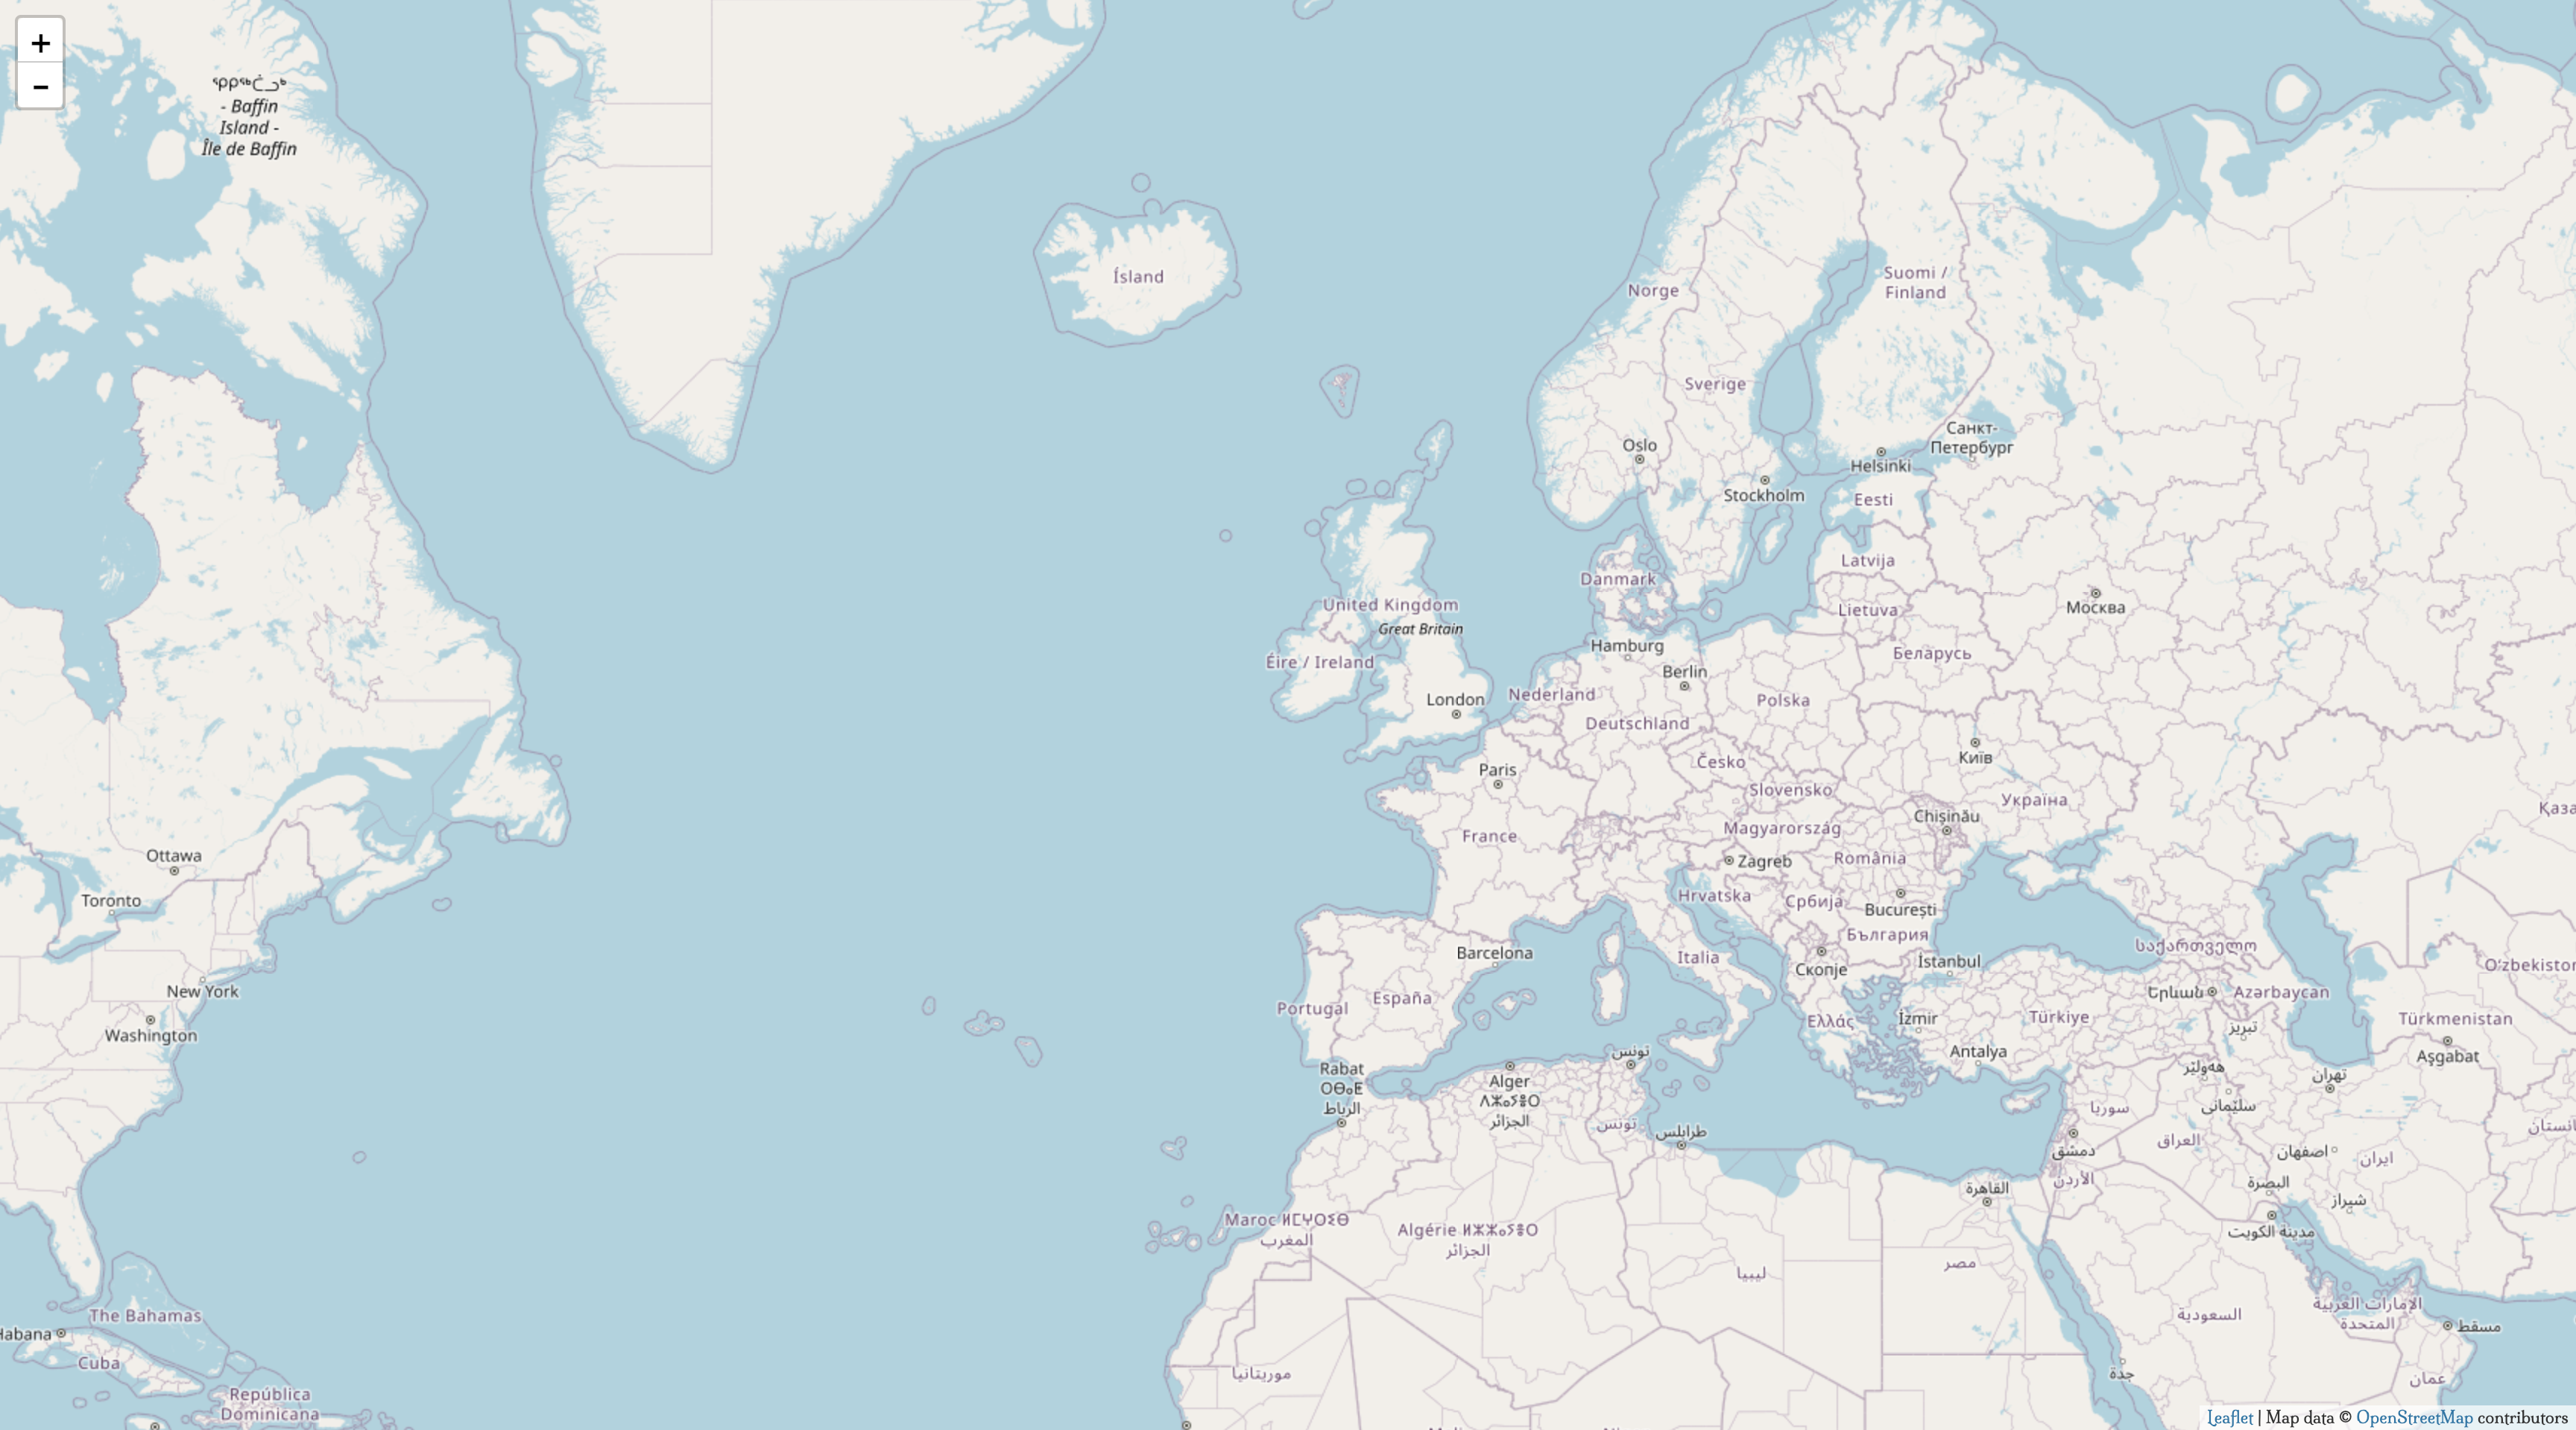 +
−
ᕿᑭᖅᑖᓗᒃ
- Baffin
Island -
Île de Baffin
Ísland
Norge
Suomi /
Finland
Sverige
Oslo
Санкт-
Петербург
Helsinki
Stockholm
Eesti
Latvija
Danmark
United Kingdom
Great Britain
Lietuva
Москва
Hamburg
Беларусь
Éire / Ireland
Berlin
London
Nederland
Polska
Deutschland
Česko
Київ
Paris
Slovensko
Україна
Chișinău
France
Magyarország
România
Zagreb
Hrvatska
Србија
București
България
Ottawa
Toronto
Barcelona
Italia
Скопје
İstanbul
საქართველო
O'zbekiston
New York
Washington
Portugal
España
Ελλάς
İzmir
Türkiye
Երևան
Azərbaycan
تبریز
Türkmenistan
Aşgabat
Antalya
تونس
Rabat
ⵔⴱⴰⵟ
الرباط
Alger
ⴷⵣⴰⵢⴻⵔ
الجزائر
تونس
طرابلس
هەولێر
تهران
سلێمانی
سوريا
العراق
دمشق
اصفهان
ایران
الأردن
القاهرة
البصرة
شیراز
مدينة الكويت
Maroc ⵍⵎⵖⵔⵉⴱ
المغرب
Algérie ⵍⵣⵣⴰⵢⴻⵔ
الجزائر
ليبيا
مصر
السعودية
الإمارات العربية
المتحدة
مسقط
عمان
جدة
موريتانيا
The Bahamas
Habana
Cuba
República
Dominicana
Leaflet | Map data © OpenStreetMap contributors